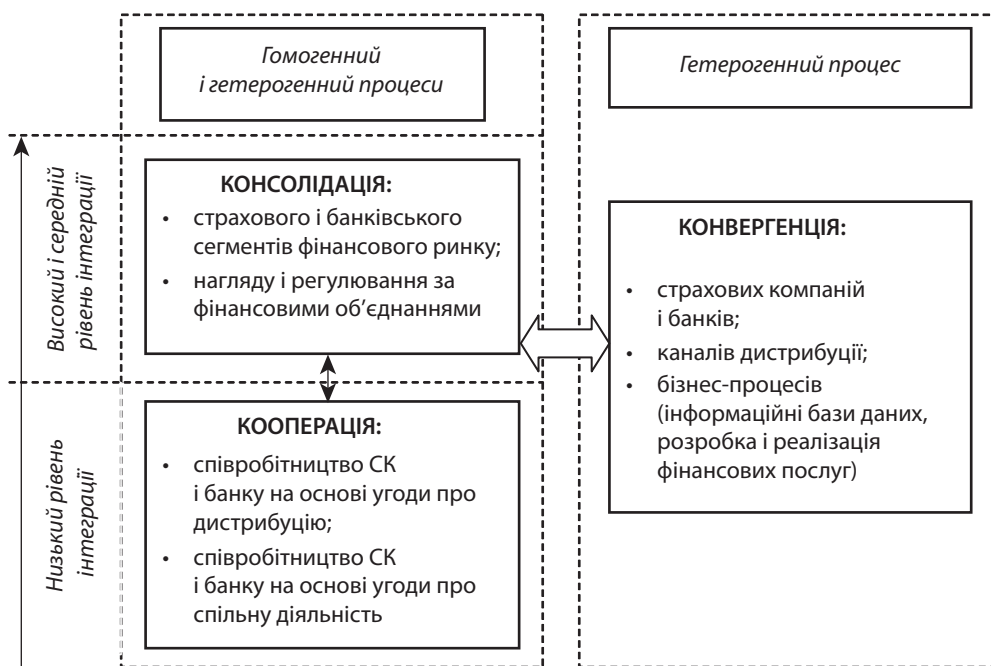 Гомогенний
і гетерогенний процеси
Гетерогенний процес
Високий і середній
рівень інтеграції
КОНСОЛІДАЦІЯ:
• страхового і банківського
сегментів фінансового ринку;
• нагляду і регулювання за
фінансовими об’єднаннями
КОНВЕРГЕНЦІЯ:
• страхових компаній
і банків;
• каналів дистрибуції;
• бізнес-процесів
(інформаційні бази даних,
розробка і реалізація
фінансових послуг)
Низький рівень
інтеграції
КООПЕРАЦІЯ:
• співробітництво СК
і банку на основі угоди про
дистрибуцію;
• співробітництво СК
і банку на основі угоди про
спільну діяльність